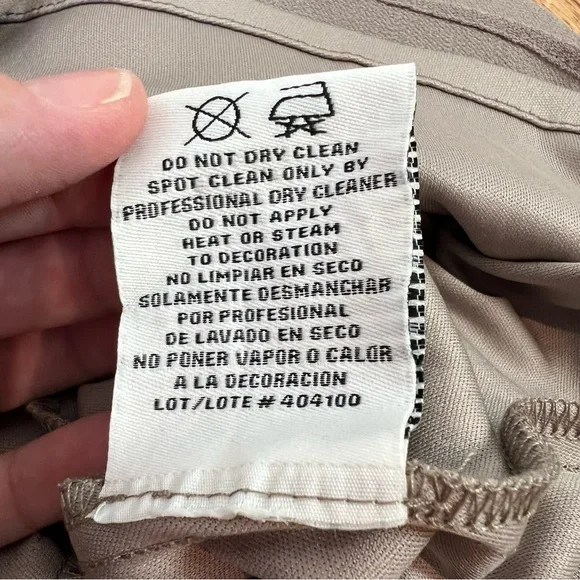 DO NOT DRY CLEAN
SPOT CLEAN ONLY BY
PROFESSIONAL DRY CLEANER
DO NOT APPLY
HEAT OR STEAM
TO DECORATION
NO LIMPIAR EN SECO
SOLAMENTE DESMANCHAR
POR PROFESIONAL
DE LAVADO EN SECO
NO PONER VAPOR O CALOR
A LA DECORACION
LOT/LOTE # 404100